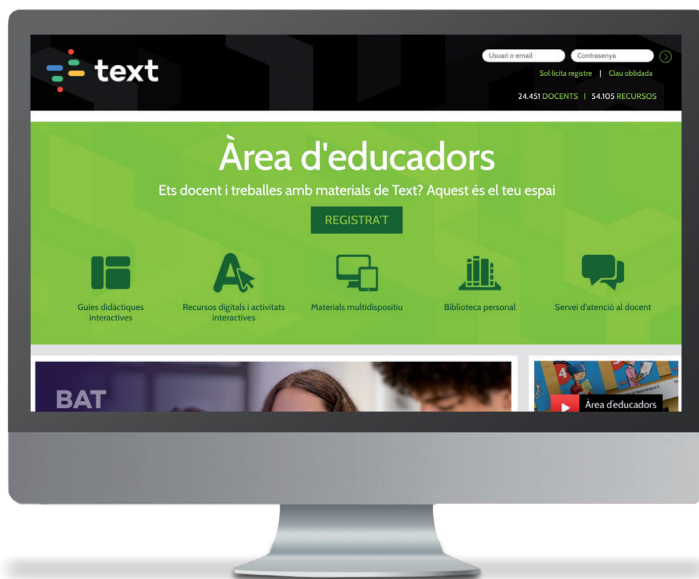 text
Usuari o email
Contrasenya
Sol·licita registre | Clau oblidada
24.451 DOCENTS | 54.105 RECURSOS
Àrea d'educadors
Ets docent i treballes amb materials de Text? Aquest és el teu espai
REGISTRA'T
Guies didàctiques
interactives
Recursos digitals i activitats
interactives
Materials multidispositiu
Biblioteca personal
Servei d'atenció al docent
BAT
4
Àrea d'educadors